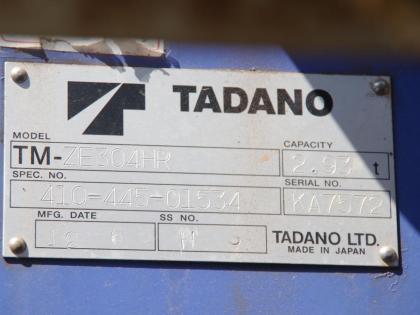 TADANO
MODEL
CAPACITY
TM-ZE304HR
2.93 t
SPEC. NO.
SERIAL NO.
410-445-01534
KA7572
MFG. DATE
SS NO.
TADANO LTD.
MADE IN JAPAN